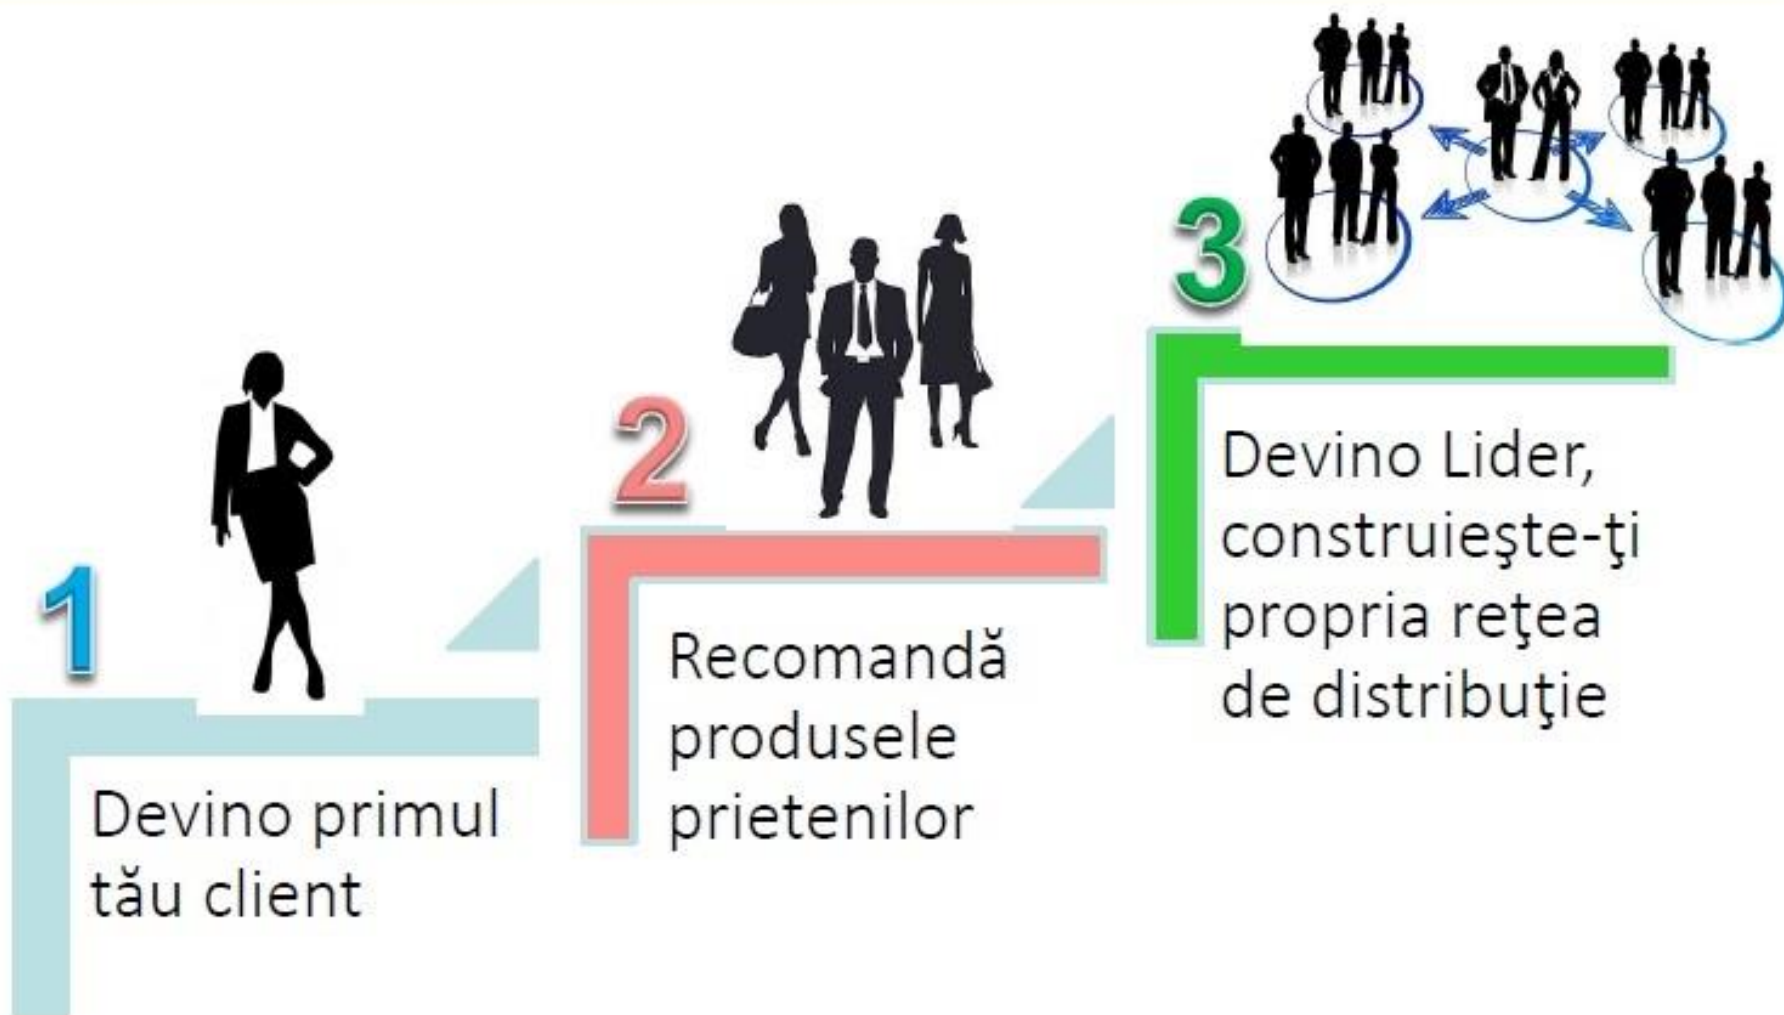 1
Devino primul
tău client
2
Recomandă
produsele
prietenilor
3
Devino Lider,
construieşte-ţi
propria reţea
de distribuţie